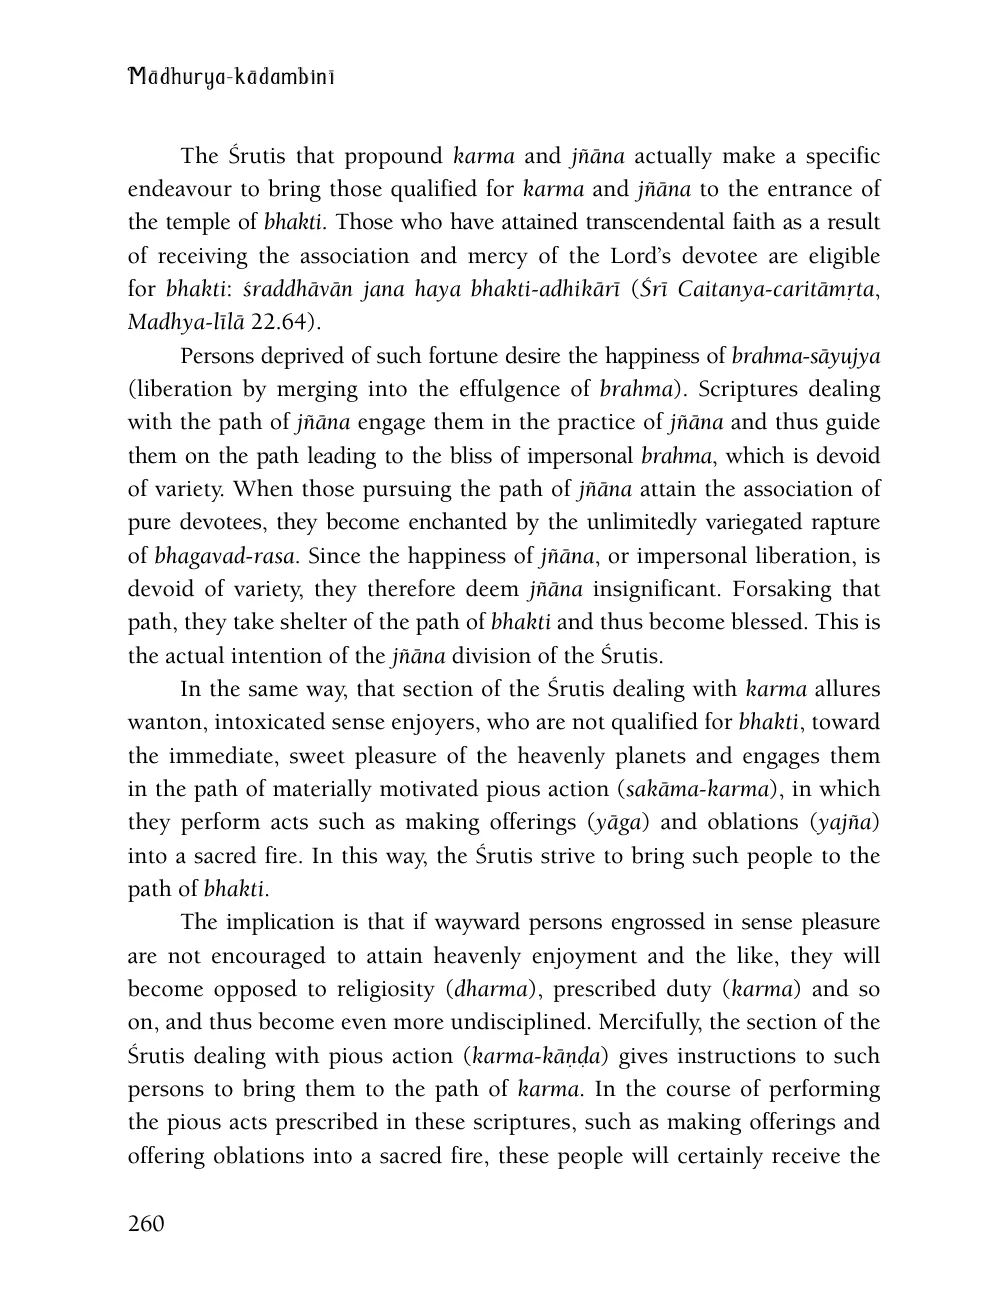 Mādhurya-kādambinī
The Śrutis that propound karma and jñāna actually make a specific
endeavour to bring those qualified for karma and jñāna to the entrance of
the temple of bhakti. Those who have attained transcendental faith as a result
of receiving the association and mercy of the Lord’s devotee are eligible
for bhakti: śraddhāvān jana haya bhakti-adhikārī (Śrī Caitanya-caritāmṛta,
Madhya-līlā 22.64).
Persons deprived of such fortune desire the happiness of brahma-sāyujya
(liberation by merging into the effulgence of brahma). Scriptures dealing
with the path of jñāna engage them in the practice of jñāna and thus guide
them on the path leading to the bliss of impersonal brahma, which is devoid
of variety. When those pursuing the path of jñāna attain the association of
pure devotees, they become enchanted by the unlimitedly variegated rapture
of bhagavad-rasa. Since the happiness of jñāna, or impersonal liberation, is
devoid of variety, they therefore deem jñāna insignificant. Forsaking that
path, they take shelter of the path of bhakti and thus become blessed. This is
the actual intention of the jñāna division of the Śrutis.
In the same way, that section of the Śrutis dealing with karma allures
wanton, intoxicated sense enjoyers, who are not qualified for bhakti, toward
the immediate, sweet pleasure of the heavenly planets and engages them
in the path of materially motivated pious action (sakāma-karma), in which
they perform acts such as making offerings (yāga) and oblations (yajña)
into a sacred fire. In this way, the Śrutis strive to bring such people to the
path of bhakti.
The implication is that if wayward persons engrossed in sense pleasure
are not encouraged to attain heavenly enjoyment and the like, they will
become opposed to religiosity (dharma), prescribed duty (karma) and so
on, and thus become even more undisciplined. Mercifully, the section of the
Śrutis dealing with pious action (karma-kāṇḍa) gives instructions to such
persons to bring them to the path of karma. In the course of performing
the pious acts prescribed in these scriptures, such as making offerings and
offering oblations into a sacred fire, these people will certainly receive the
260